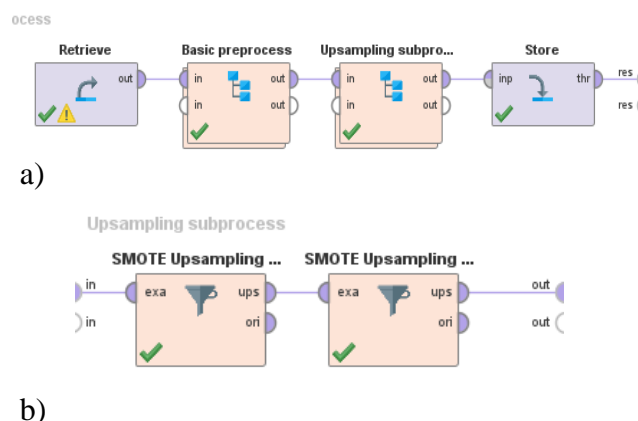 ocess
Retrieve Basic preprocess Upsampling subpro... Store
out in out in out inp thr res
in out in out res
a)
Upsampling subprocess
SMOTE Upsampling ... SMOTE Upsampling ...
in exa ups exa ups out
in ori ori out
b)